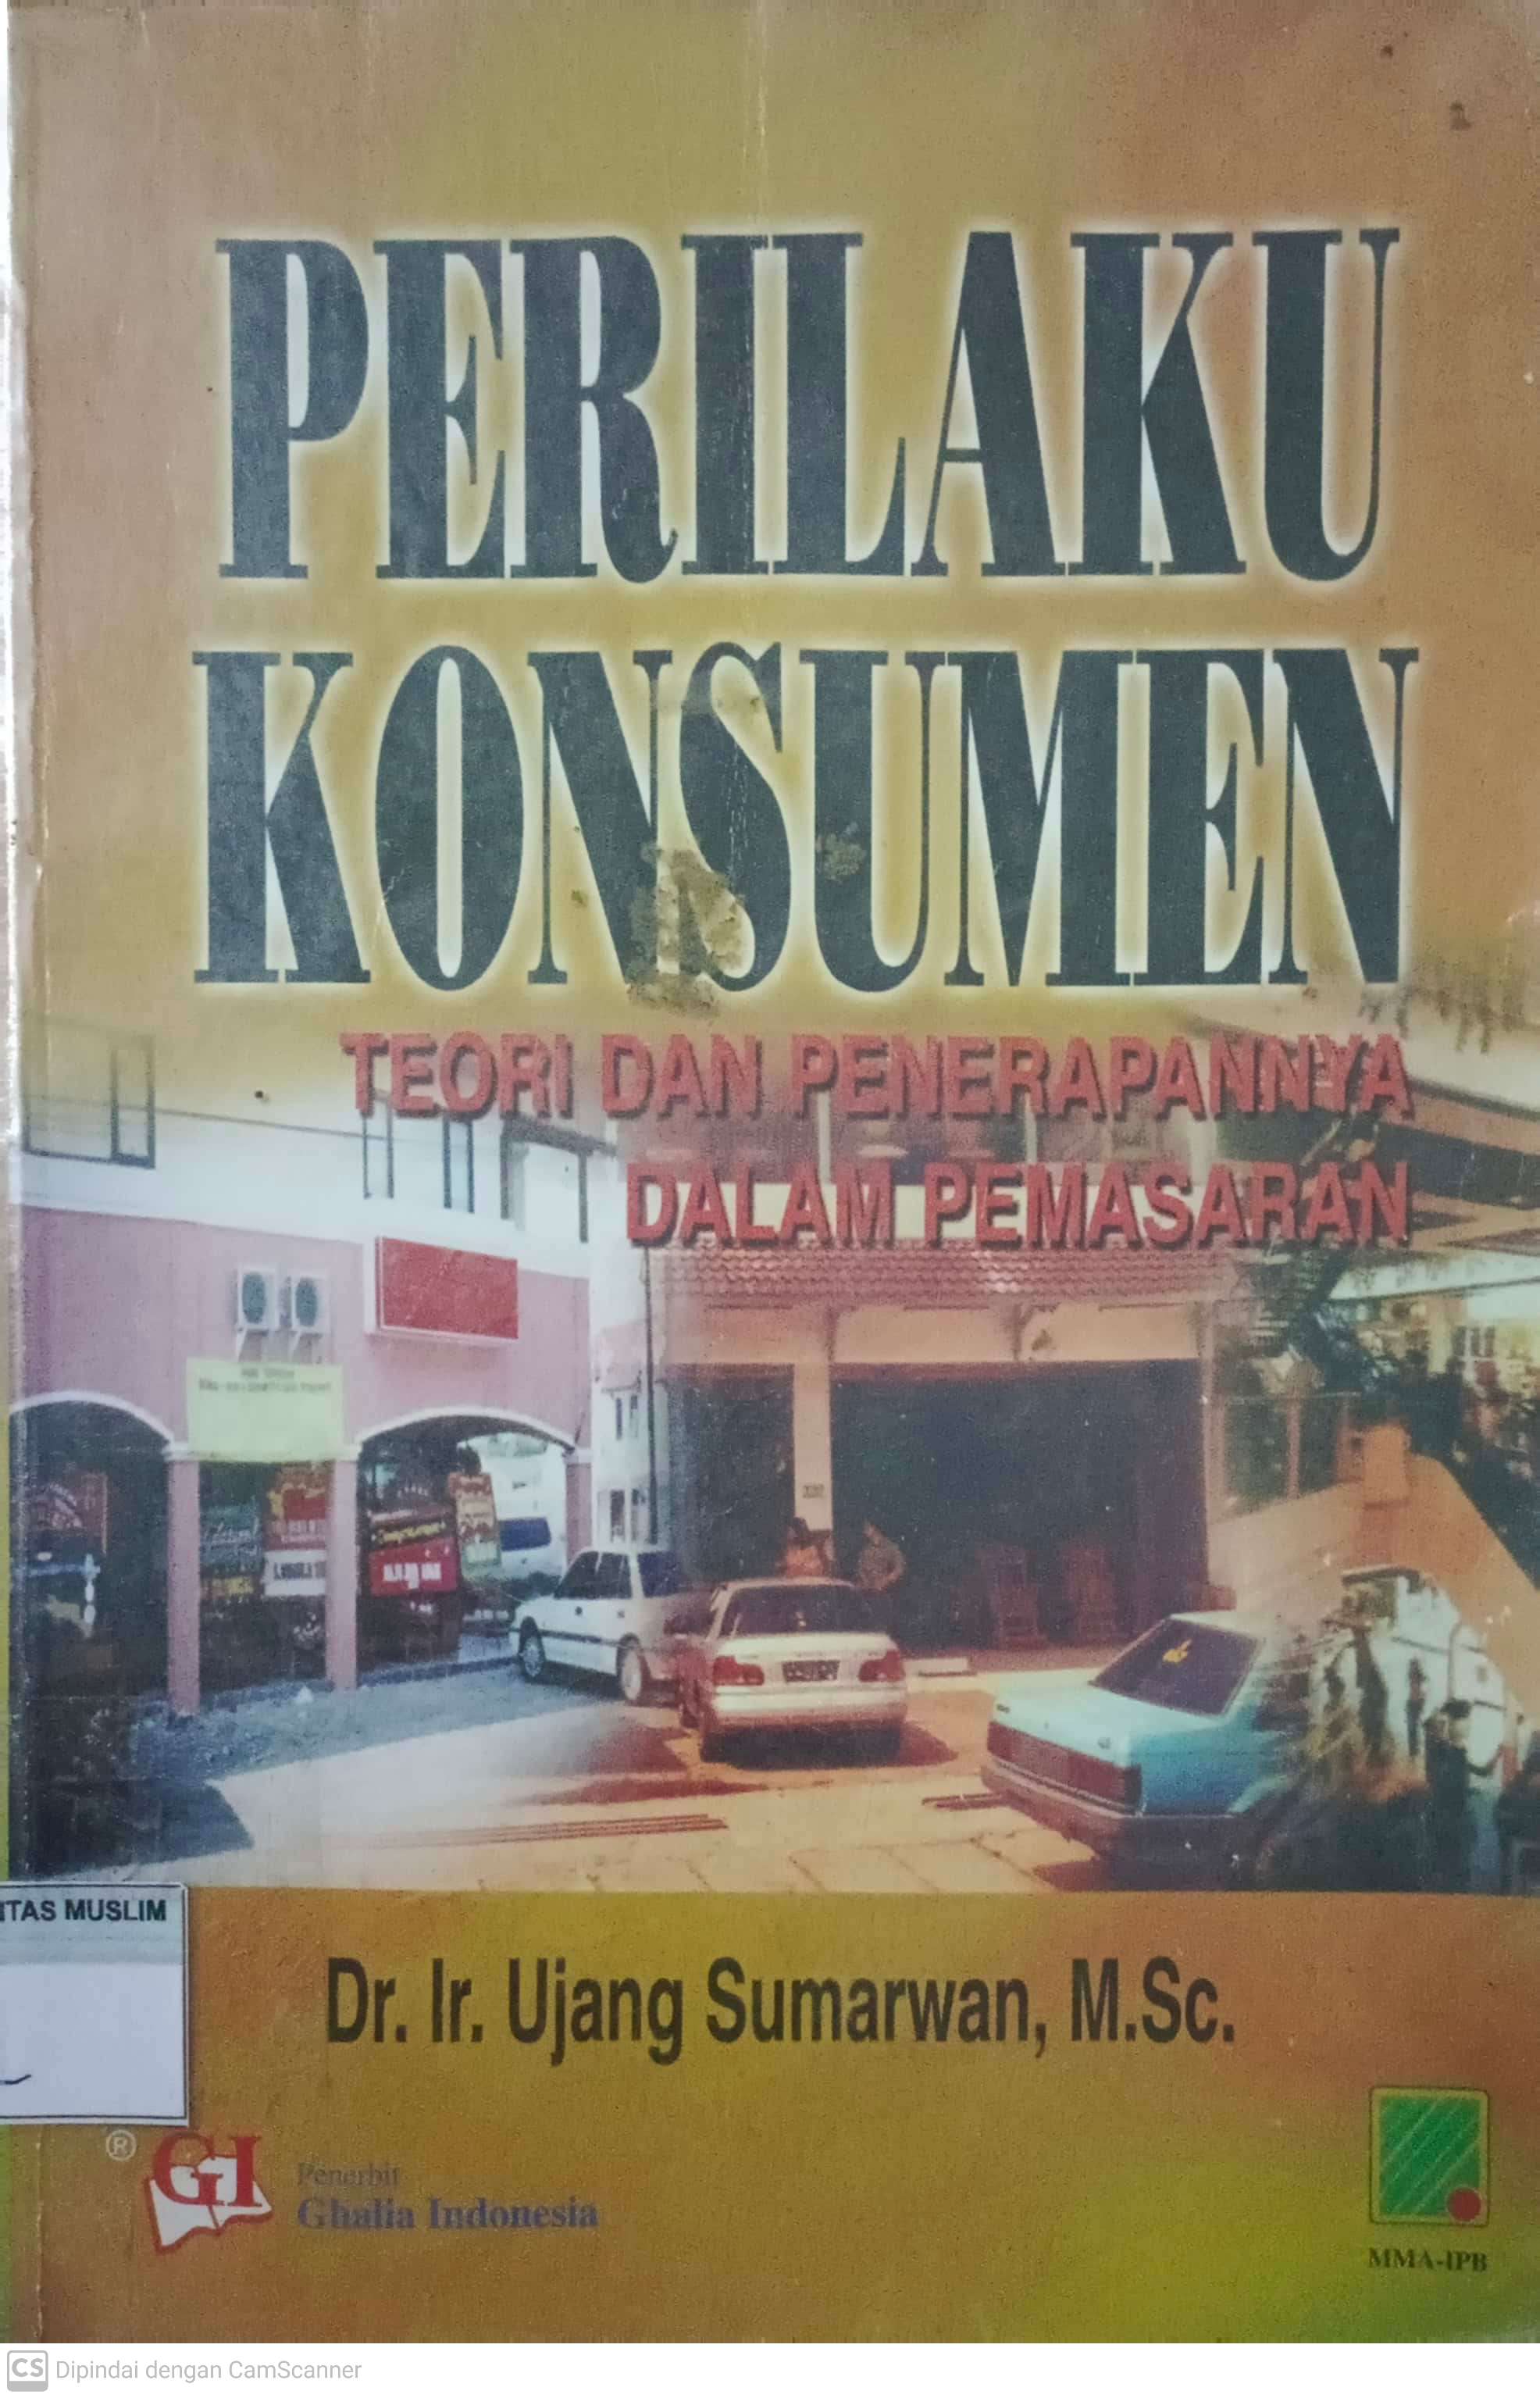 PERILAKU
KONSUMEN
TEORI DAN PENERAPANNYA
DALAM PEMASARAN
ITAS MUSLIM
Dr. Ir. Ujang Sumarwan, M.Sc.
®
GI
Penerbit
Ghalia Indonesia
MMA-IPB
CS Dipindai dengan CamScanner